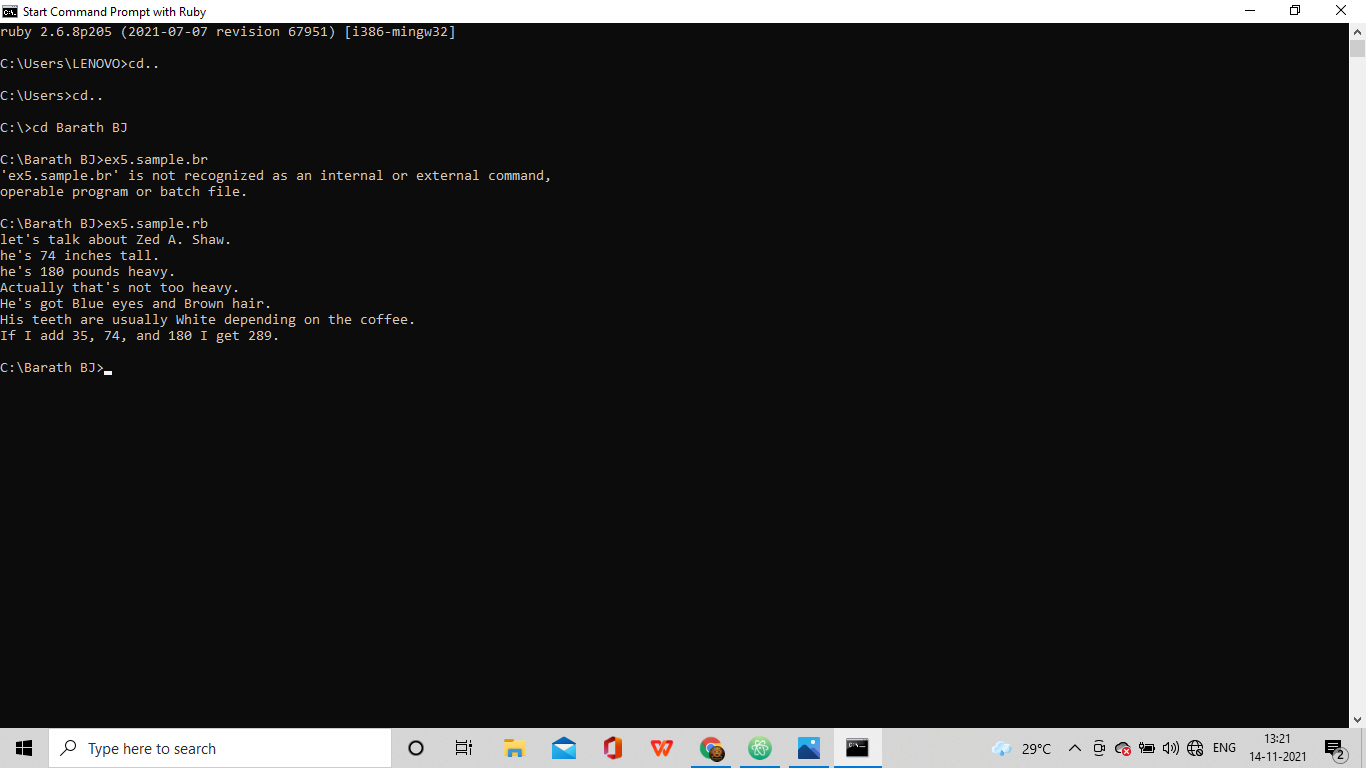 Start Command Prompt with Ruby
ruby 2.6.8p205 (2021-07-07 revision 67951) [i386-mingw32]
C:\Users\LENOVO>cd..
C:\Users>cd..
C:\>cd Barath BJ
C:\Barath BJ>ex5.sample.br
'ex5.sample.br' is not recognized as an internal or external command,
operable program or batch file.
C:\Barath BJ>ex5.sample.rb
let's talk about Zed A. Shaw.
he's 74 inches tall.
he's 180 pounds heavy.
Actually that's not too heavy.
He's got Blue eyes and Brown hair.
His teeth are usually White depending on the coffee.
If I add 35, 74, and 180 I get 289.
C:\Barath BJ>
Type here to search
29°C
ENG
13:21
14-11-2021
2